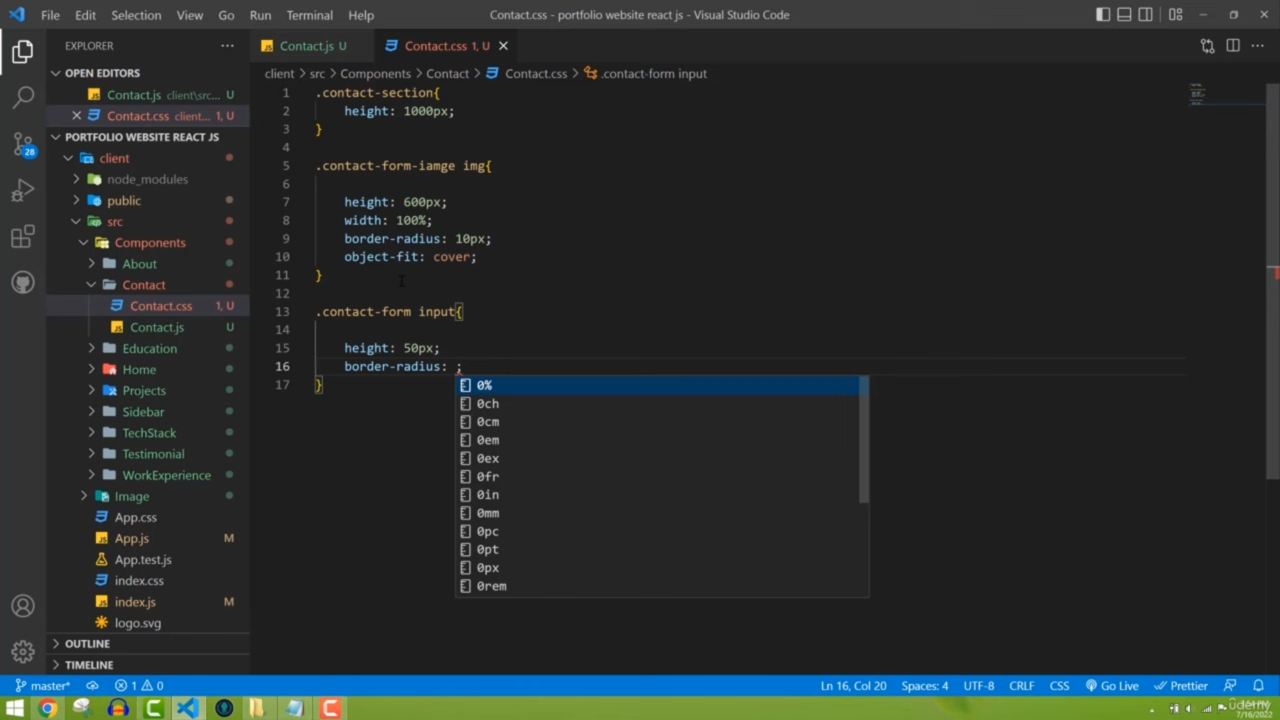 File Edit Selection View Go Run Terminal Help
Contact.css - portfolio website react js - Visual Studio Code
EXPLORER
OPEN EDITORS
Contact.js client\src... U
Contact.css client... 1, U
PORTFOLIO WEBSITE REACT JS
client
node_modules
public
src
Components
About
Contact
Contact.css 1, U
Contact.js U
Education
Home
Projects
Sidebar
TechStack
Testimonial
WorkExperience
Image
App.css
App.js M
App.test.js
index.css
index.js M
logo.svg
OUTLINE
TIMELINE
28
Contact.js U
Contact.css 1, U
client > src > Components > Contact > Contact.css > .contact-form input
1 .contact-section{
2 height: 1000px;
3 }
4
5 .contact-form-iamge img{
6
7 height: 600px;
8 width: 100%;
9 border-radius: 10px;
10 object-fit: cover;
11 }
12
13 .contact-form input{
14
15 height: 50px;
16 border-radius: ;
17 }
0%
0ch
0cm
0em
0ex
0fr
0in
0mm
0pc
0pt
0px
0rem
master* 1 0 Ln 16, Col 20 Spaces: 4 UTF-8 CRLF CSS Go Live Prettier
7/16/2022
udemy